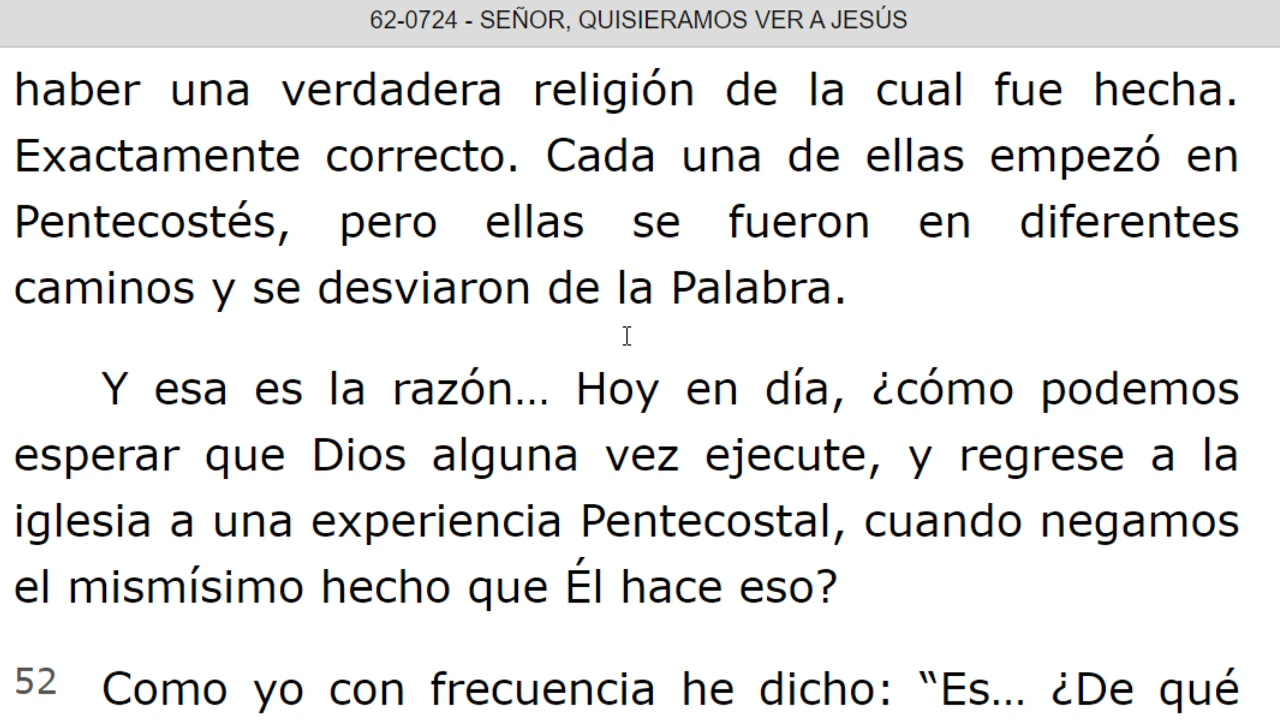 62-0724 - SEÑOR, QUISIERAMOS VER A JESÚS
haber una verdadera religión de la cual fue hecha.
Exactamente correcto. Cada una de ellas empezó en
Pentecostés, pero ellas se fueron en diferentes
caminos y se desviaron de la Palabra.
Y esa es la razón... Hoy en día, ¿cómo podemos
esperar que Dios alguna vez ejecute, y regrese a la
iglesia a una experiencia Pentecostal, cuando negamos
el mismísimo hecho que Él hace eso?
52 Como yo con frecuencia he dicho: “Es... ¿De qué